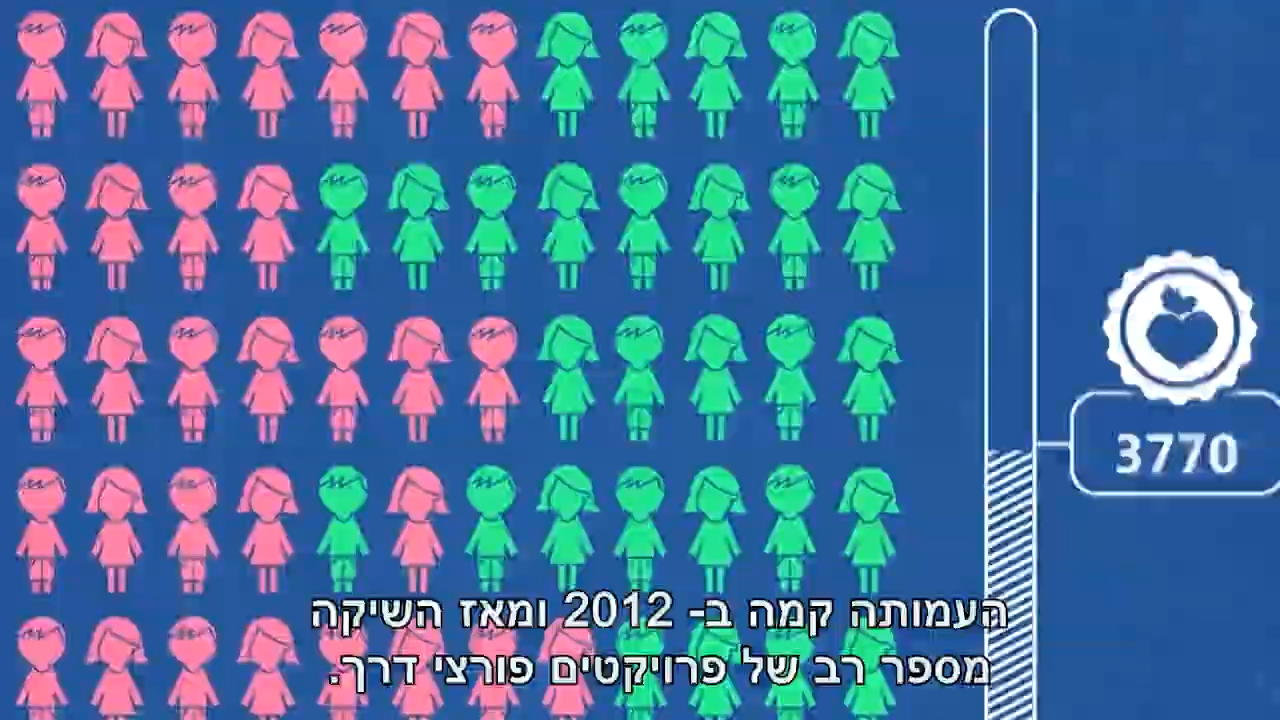 3770
העמותה קמה ב- 2012 ומאז השיקה
מספר רב של פרויקטים פורצי דרך.